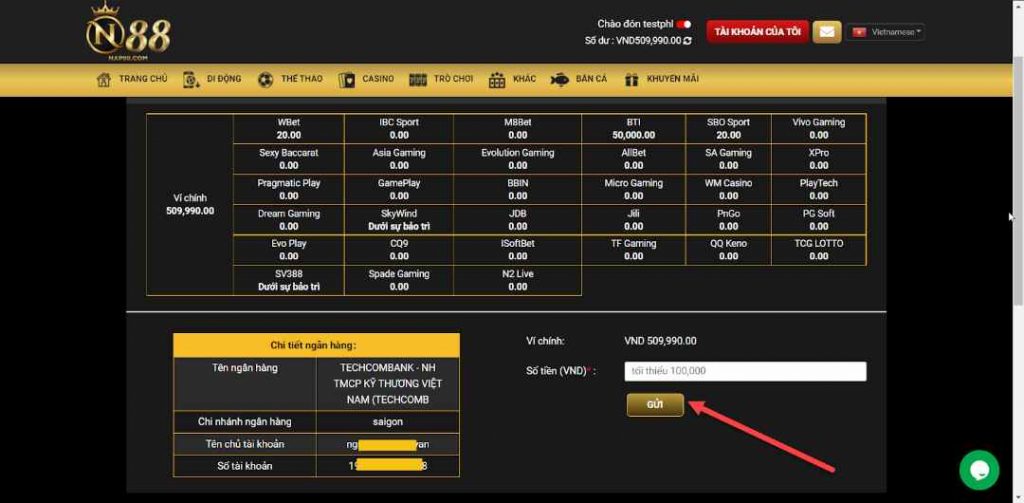 N88
NAP88.COM
Chào đón testphl
Số dư : VND509,990.00
TÀI KHOẢN CỦA TÔI
Vietnamese
TRANG CHỦ
DI ĐỘNG
THỂ THAO
CASINO
TRÒ CHƠI
KHÁC
BẮN CÁ
KHUYẾN MÃI
Ví chính
509,990.00
WBet
20.00
IBC Sport
0.00
M8Bet
0.00
BTI
50,000.00
SBO Sport
20.00
Vivo Gaming
0.00
Sexy Baccarat
0.00
Asia Gaming
0.00
Evolution Gaming
0.00
AllBet
0.00
SA Gaming
0.00
XPro
0.00
Pragmatic Play
0.00
GamePlay
0.00
BBIN
0.00
Micro Gaming
0.00
WM Casino
0.00
PlayTech
0.00
Dream Gaming
0.00
SkyWind
Dưới sự bảo trì
JDB
0.00
Jili
0.00
PnGo
0.00
PG Soft
0.00
Evo Play
0.00
CQ9
0.00
ISoftBet
0.00
TF Gaming
0.00
QQ Keno
0.00
TCG LOTTO
0.00
SV388
Dưới sự bảo trì
Spade Gaming
0.00
N2 Live
0.00
Chi tiết ngân hàng:
Tên ngân hàng
TECHCOMBANK - NH
TMCP KỸ THƯƠNG VIỆT
NAM (TECHCOMB
Chi nhánh ngân hàng
saigon
Tên chủ tài khoản
ng van
Số tài khoản
19 8
Ví chính:
VND 509,990.00
Số tiền (VND)* :
tối thiểu 100,000
GỬI